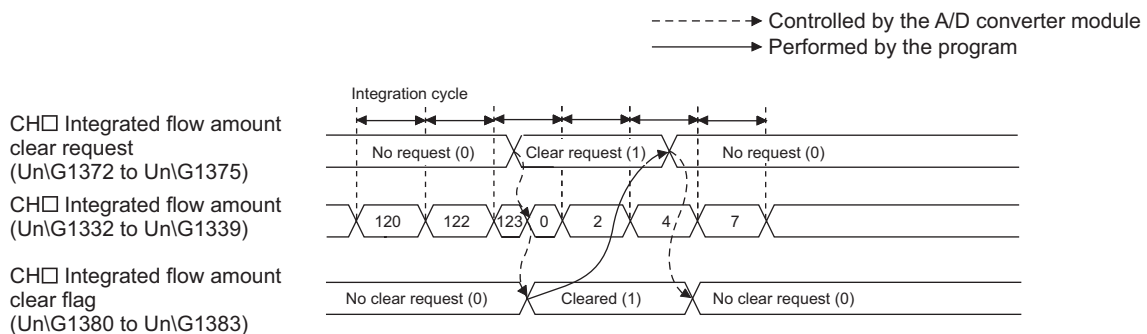 Controlled by the A/D converter module
Performed by the program
Integration cycle
CH□ Integrated flow amount
clear request
(Un\G1372 to Un\G1375)
No request (0)
Clear request (1)
No request (0)
CH□ Integrated flow amount
(Un\G1332 to Un\G1339)
120
122
123
0
2
4
7
CH□ Integrated flow amount
clear flag
(Un\G1380 to Un\G1383)
No clear request (0)
Cleared (1)
No clear request (0)